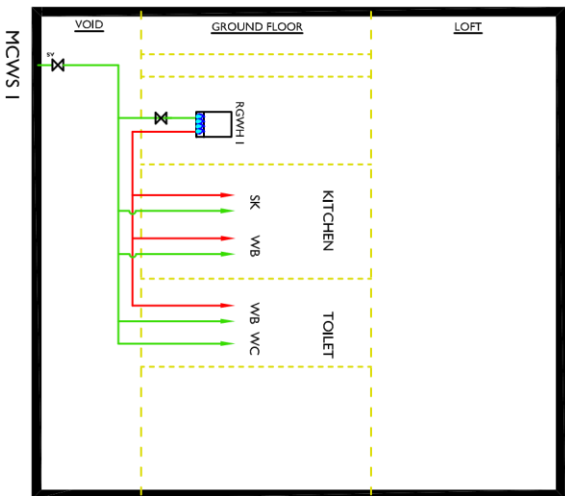 VOID
GROUND FLOOR
LOFT
SV
MCWS 1
RGWH 1
SK
KITCHEN
WB
WB
TOILET
WC